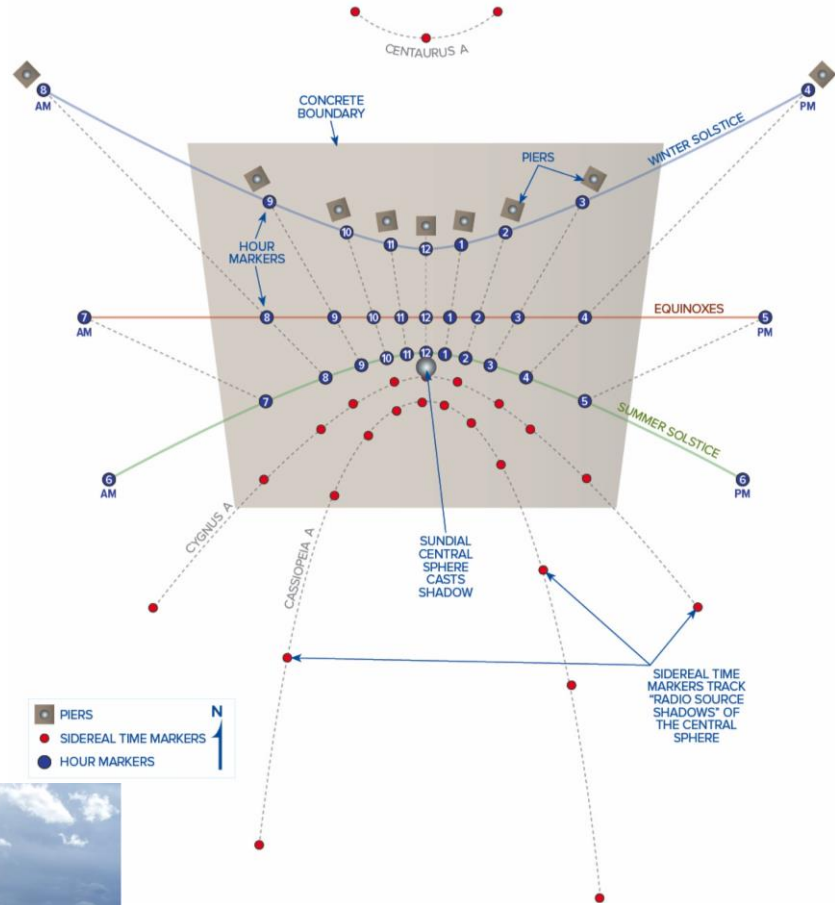 CENTAURUS A
8
AM
4
PM
CONCRETE
BOUNDARY
WINTER SOLSTICE
PIERS
9
3
10
2
11
1
12
HOUR
MARKERS
EQUINOXES
7
AM
8
9
10
11
12
1
2
3
4
5
PM
12
11
1
10
2
9
3
8
4
7
5
SUMMER SOLSTICE
6
AM
6
PM
CYGNUS A
CASSIOPEIA A
SUNDIAL
CENTRAL
SPHERE
CASTS
SHADOW
SIDEREAL TIME
MARKERS TRACK
"RADIO SOURCE
SHADOWS" OF
THE CENTRAL
SPHERE
PIERS
N
SIDEREAL TIME MARKERS
HOUR MARKERS